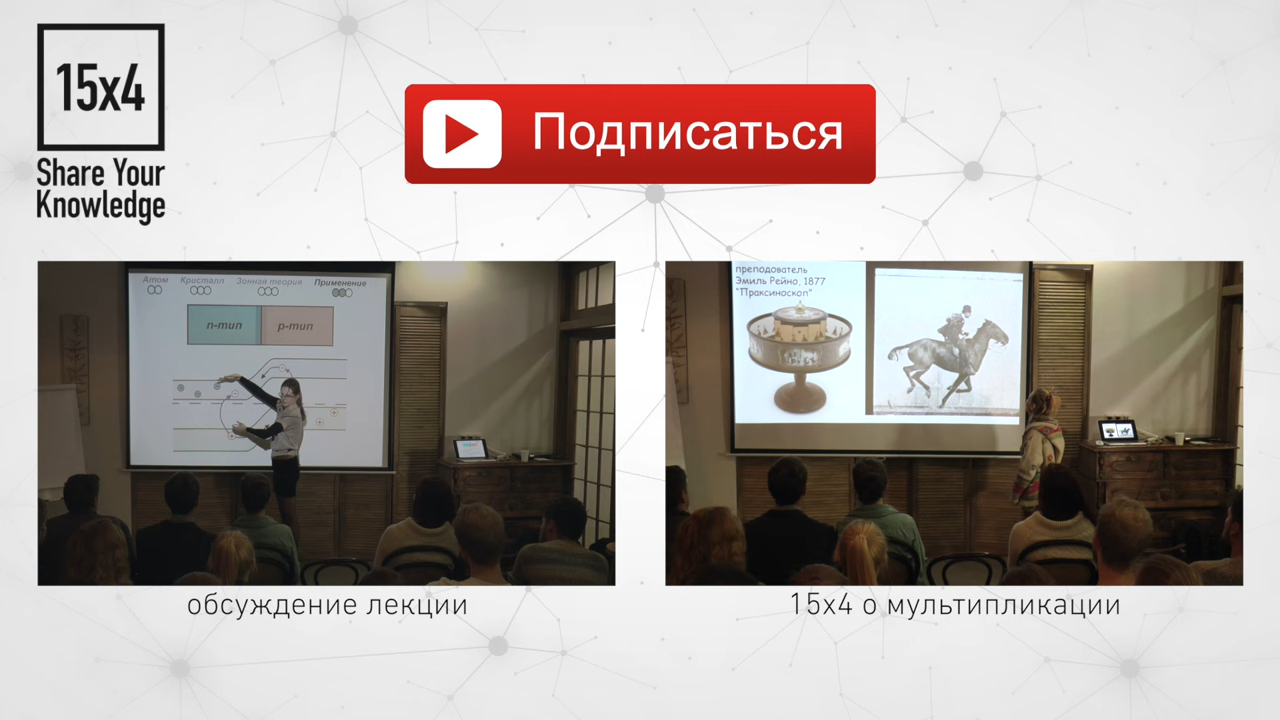 15x4
Share Your
Knowledge
Подписаться
Атом Кристалл Зонная теория Применение
n-тип p-тип
преподователь
Эмиль Рейно, 1877
"Праксиноскоп"
обсуждение лекции
15x4 о мультипликации